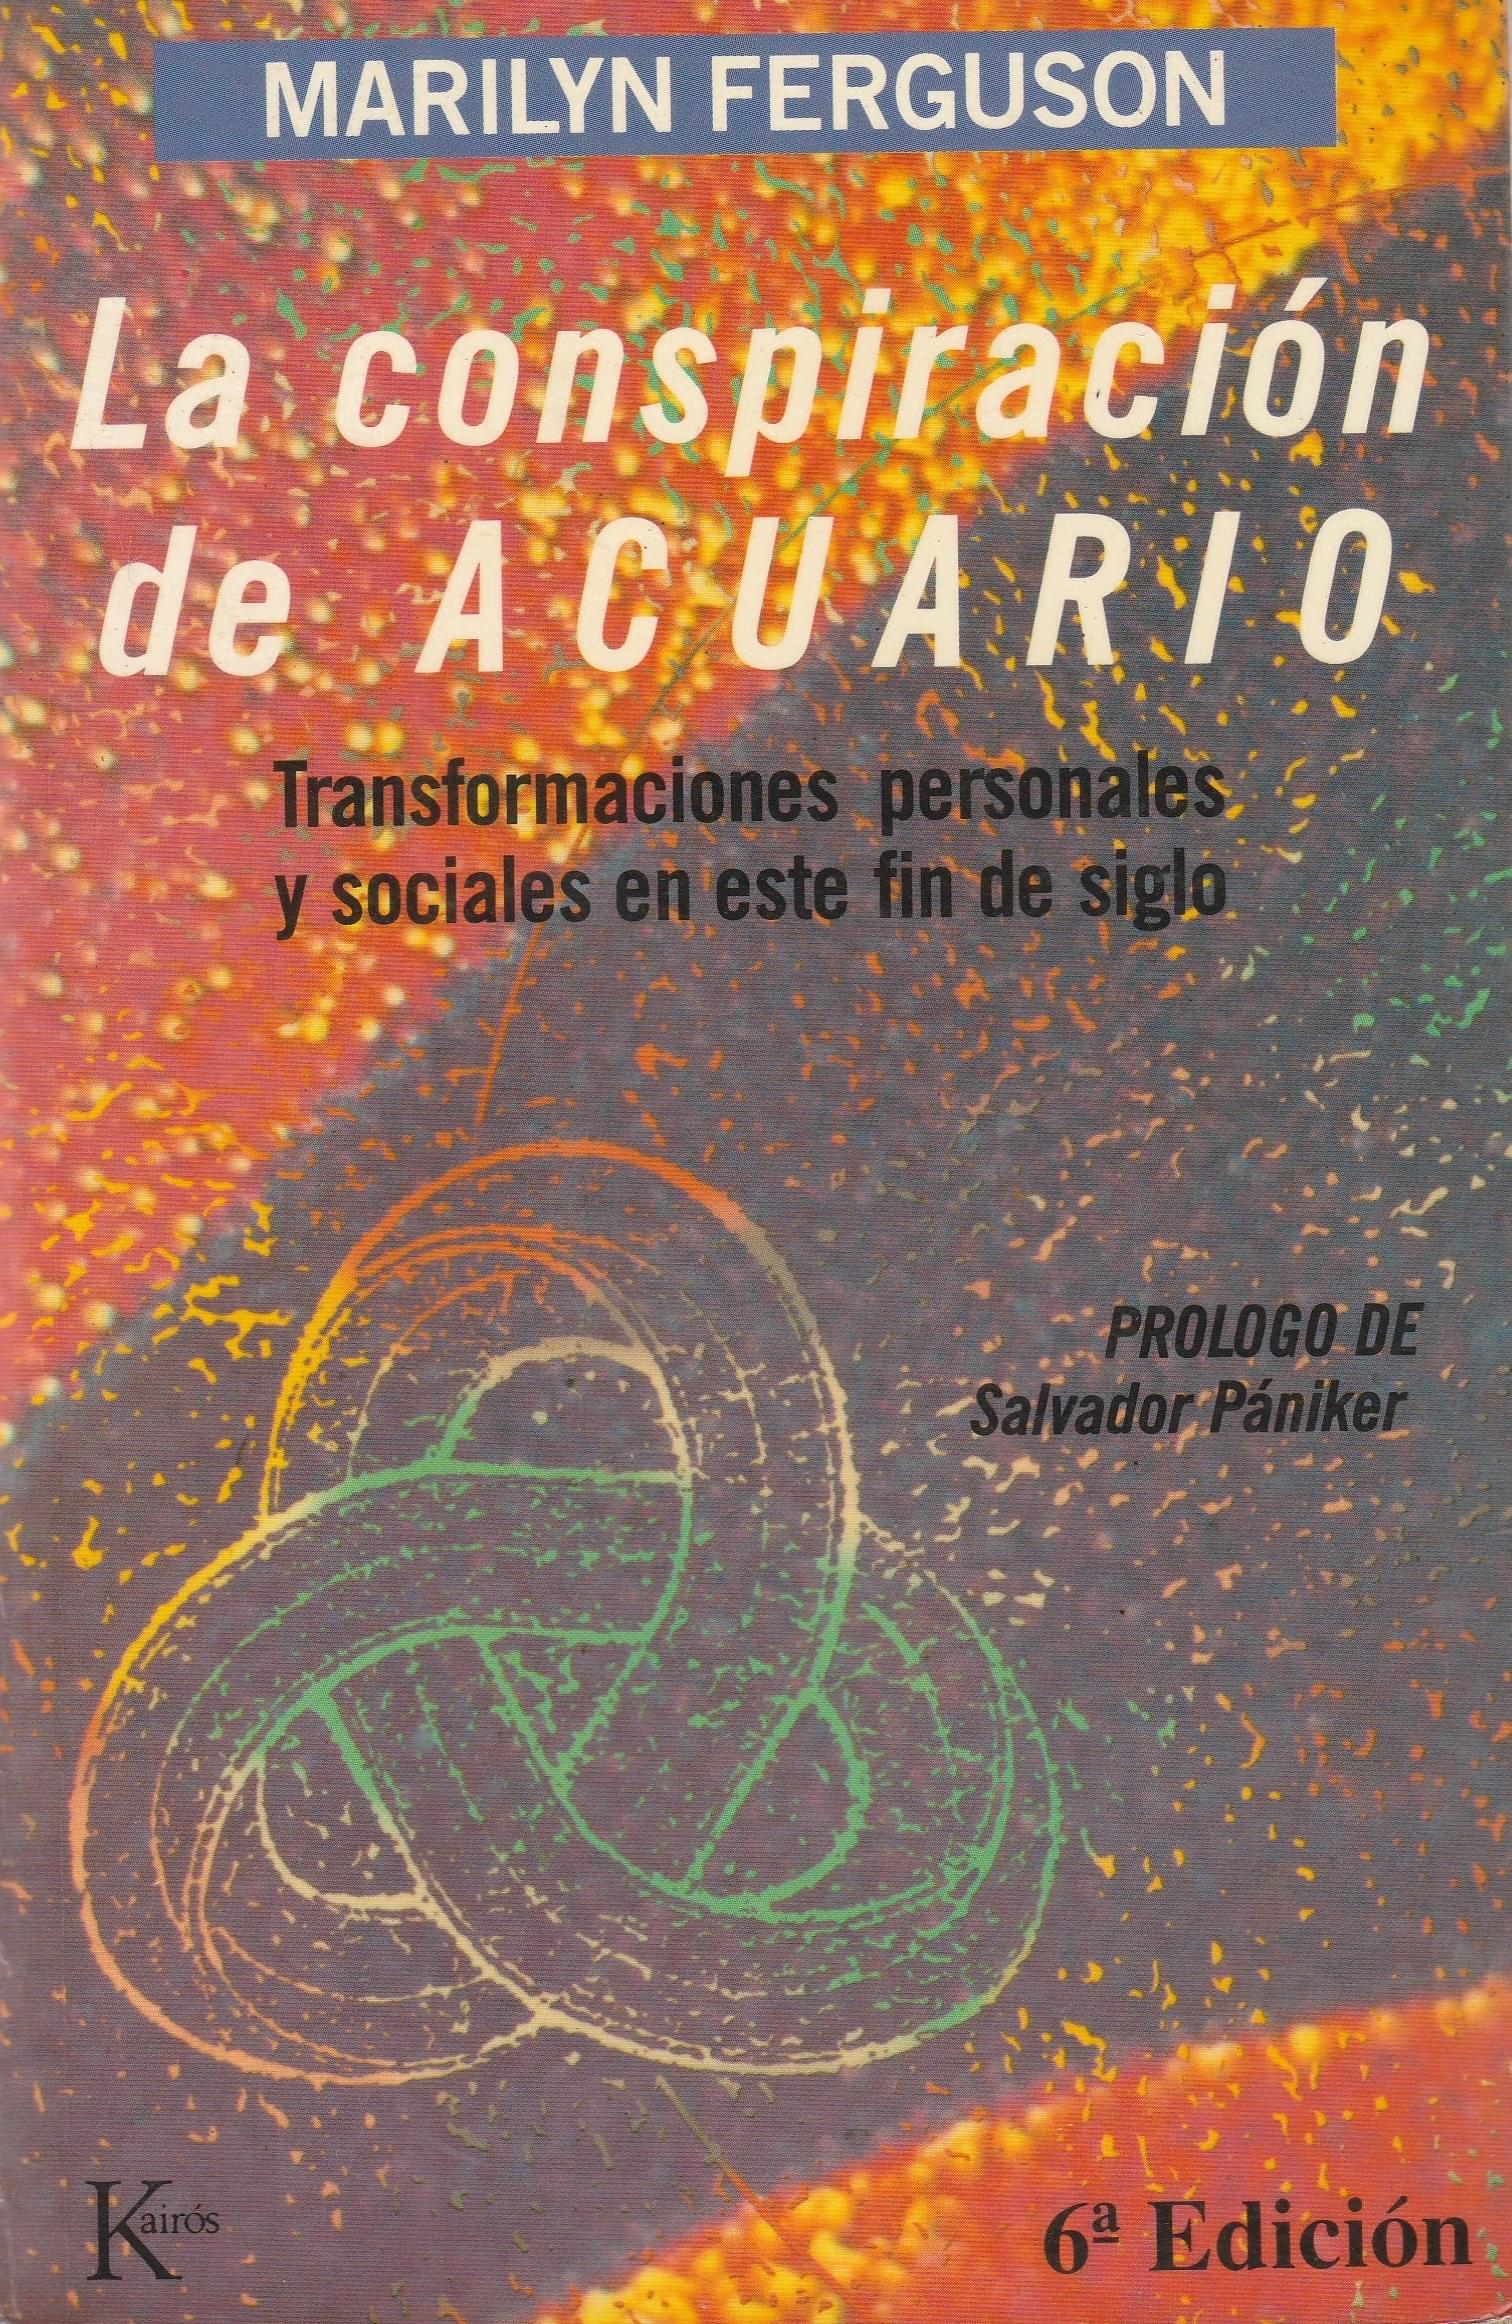 MARILYN FERGUSON
La conspiración
de ACUARIO
Transformaciones personales
y sociales en este fin de siglo
PROLOGO DE
Salvador Pániker
Kairós
6ª Edición